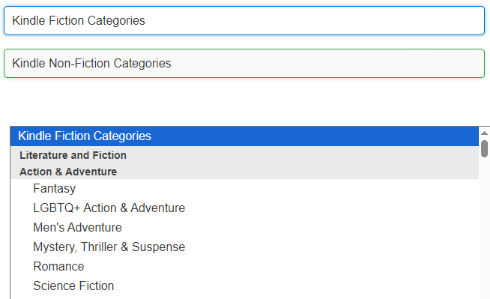 Kindle Fiction Categories
Kindle Non-Fiction Categories
Kindle Fiction Categories
Literature and Fiction
Action & Adventure
Fantasy
LGBTQ+ Action & Adventure
Men's Adventure
Mystery, Thriller & Suspense
Romance
Science Fiction